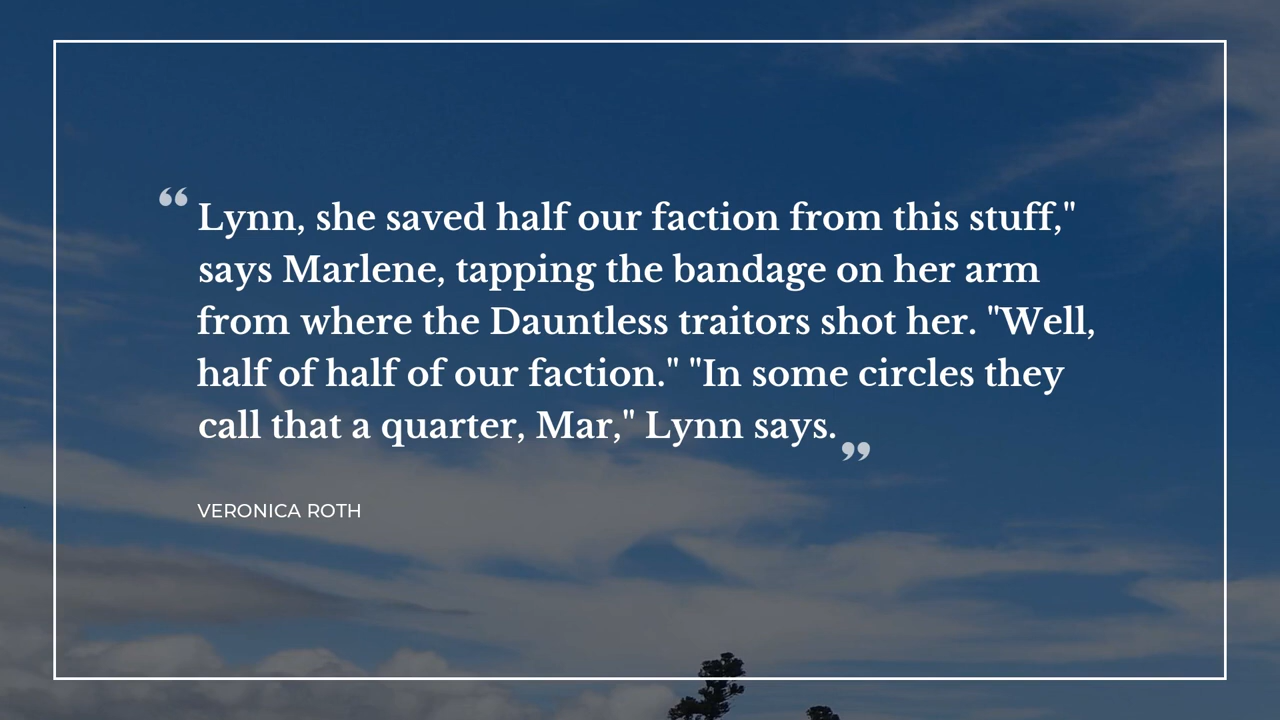 “Lynn, she saved half our faction from this stuff,"
says Marlene, tapping the bandage on her arm
from where the Dauntless traitors shot her. "Well,
half of half of our faction." "In some circles they
call that a quarter, Mar," Lynn says.”
VERONICA ROTH